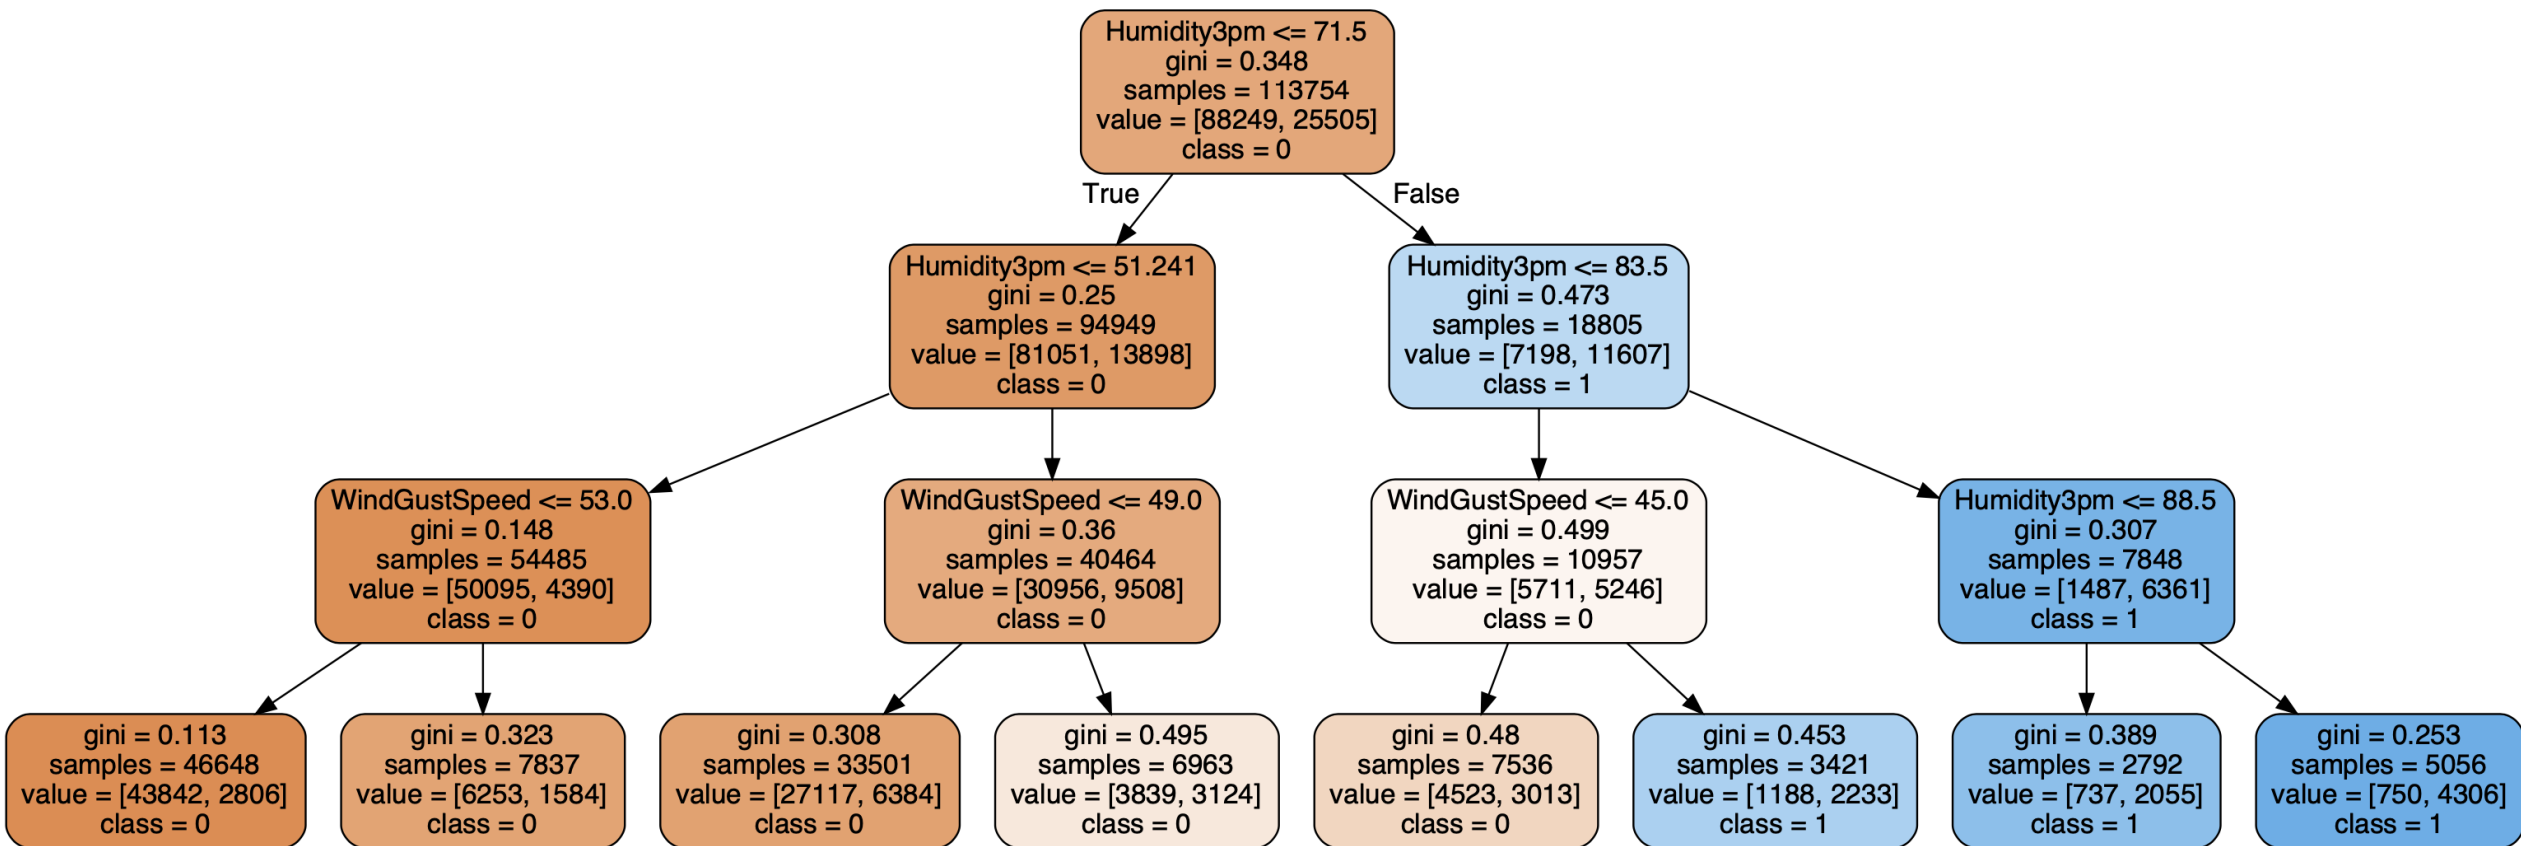 Humidity3pm <= 71.5
gini = 0.348
samples = 113754
value = [88249, 25505]
class = 0
True
False
Humidity3pm <= 51.241
gini = 0.25
samples = 94949
value = [81051, 13898]
class = 0
Humidity3pm <= 83.5
gini = 0.473
samples = 18805
value = [7198, 11607]
class = 1
WindGustSpeed <= 53.0
gini = 0.148
samples = 54485
value = [50095, 4390]
class = 0
WindGustSpeed <= 49.0
gini = 0.36
samples = 40464
value = [30956, 9508]
class = 0
WindGustSpeed <= 45.0
gini = 0.499
samples = 10957
value = [5711, 5246]
class = 0
Humidity3pm <= 88.5
gini = 0.307
samples = 7848
value = [1487, 6361]
class = 1
gini = 0.113
samples = 46648
value = [43842, 2806]
class = 0
gini = 0.323
samples = 7837
value = [6253, 1584]
class = 0
gini = 0.308
samples = 33501
value = [27117, 6384]
class = 0
gini = 0.495
samples = 6963
value = [3839, 3124]
class = 0
gini = 0.48
samples = 7536
value = [4523, 3013]
class = 0
gini = 0.453
samples = 3421
value = [1188, 2233]
class = 1
gini = 0.389
samples = 2792
value = [737, 2055]
class = 1
gini = 0.253
samples = 5056
value = [750, 4306]
class = 1